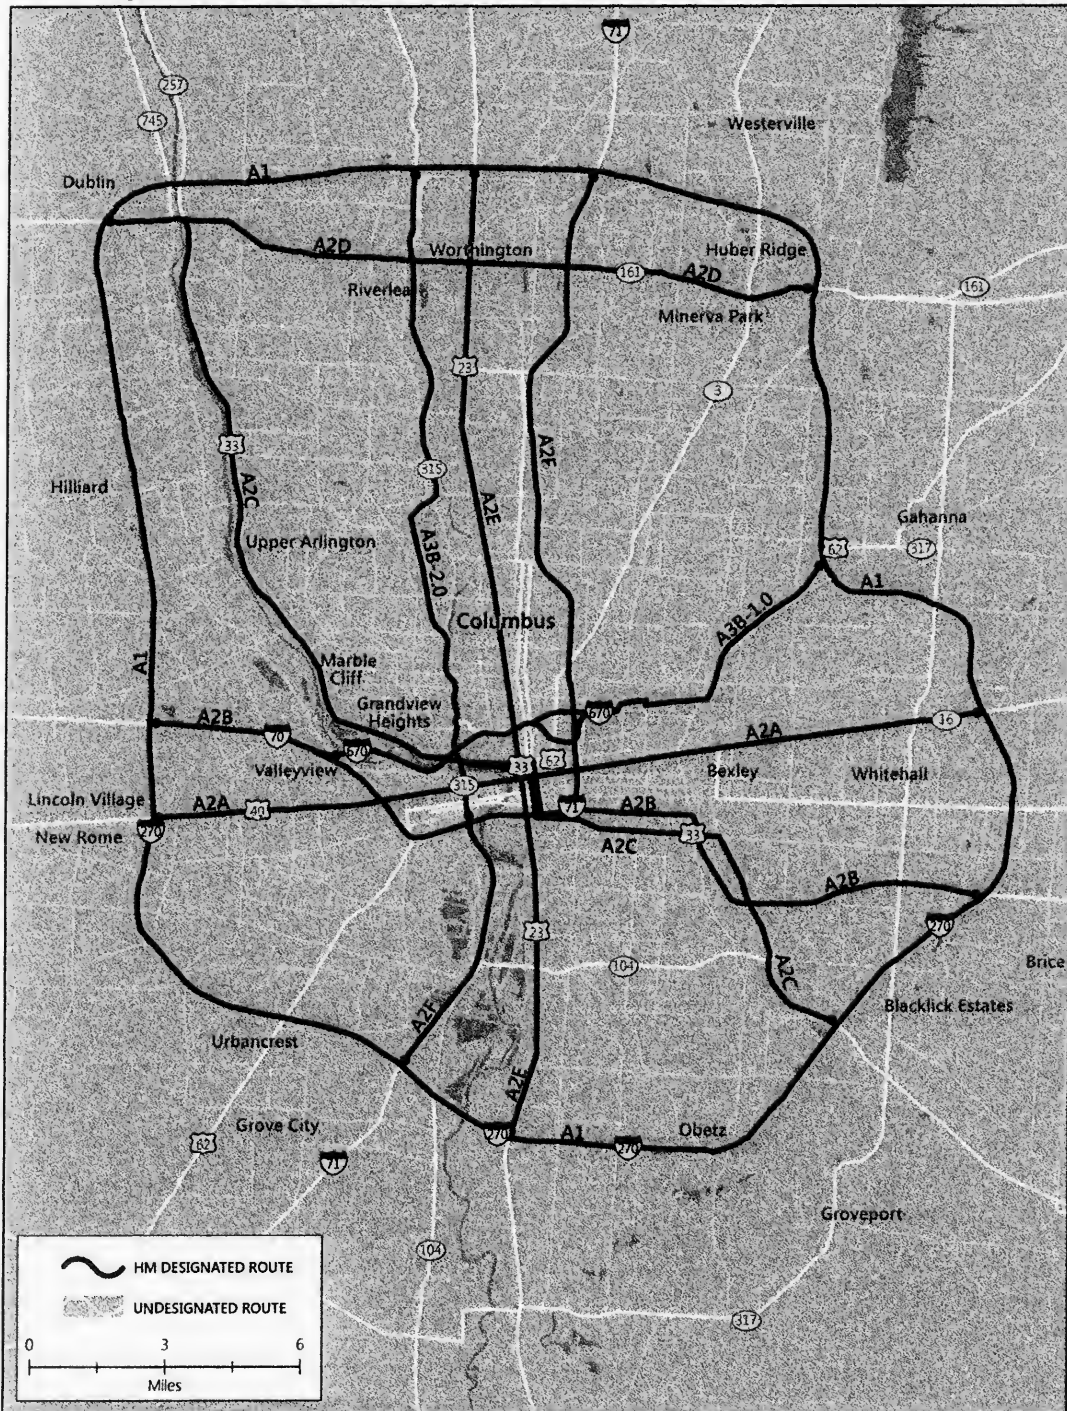 71
257
745
Westerville
Dublin
A1
A2D
Worthington
Huber Ridge
A2D
161
161
Riverlea
Minerva Park
23
3
33
A2C
315
A2F
Hilliard
A2E
Gahanna
Upper Arlington
A3B-2.0
62
317
A1
Columbus
A3B-1.0
A1
Marble
Cliff
Grandview
Heights
A2B
70
670
670
16
A2A
Valleyview
33
62
Bexley
Whitehall
Lincoln Village
A2A
40
315
71
A2B
New Rome
270
A2C
33
A2B
23
270
104
A2C
Brice
Blacklick Estates
A2F
Urbancrest
A2E
Grove City
62
270
A1
270
Obetz
71
Groveport
104
317
HM DESIGNATED ROUTE
UNDESIGNATED ROUTE
0 3 6
Miles